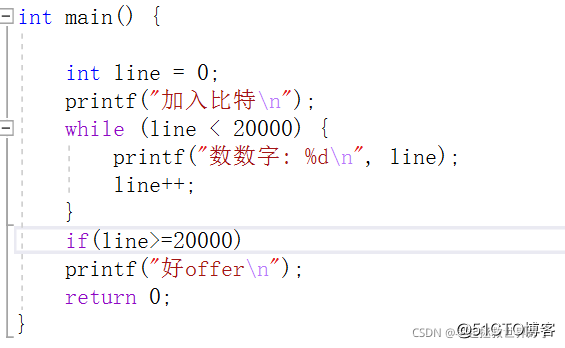 int main() {
int line = 0;
printf("加入比特\n");
while (line < 20000) {
printf("数数字: %d\n", line);
line++;
}
if(line>=20000)
printf("好offer\n");
return 0;
}
CSDN @
@51CTO博客